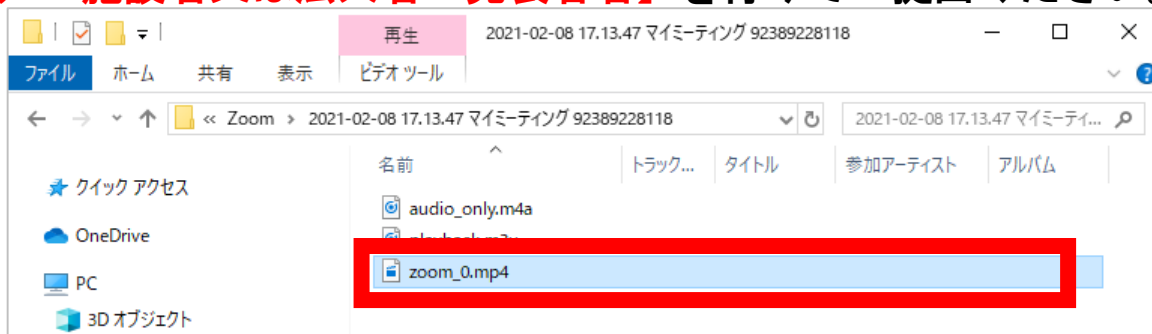 再生 2021-02-08 17.13.47 マイミーティング 92389228118
ファイル ホーム 共有 表示 ビデオ ツール
« Zoom › 2021-02-08 17.13.47 マイミーティング 92389228118 2021-02-08 17.13.47 マイミーティ...
名前 トラック... タイトル 参加アーティスト アルバム
クイック アクセス
audio_only.m4a
OneDrive
zoom_0.mp4
PC
3D オブジェクト